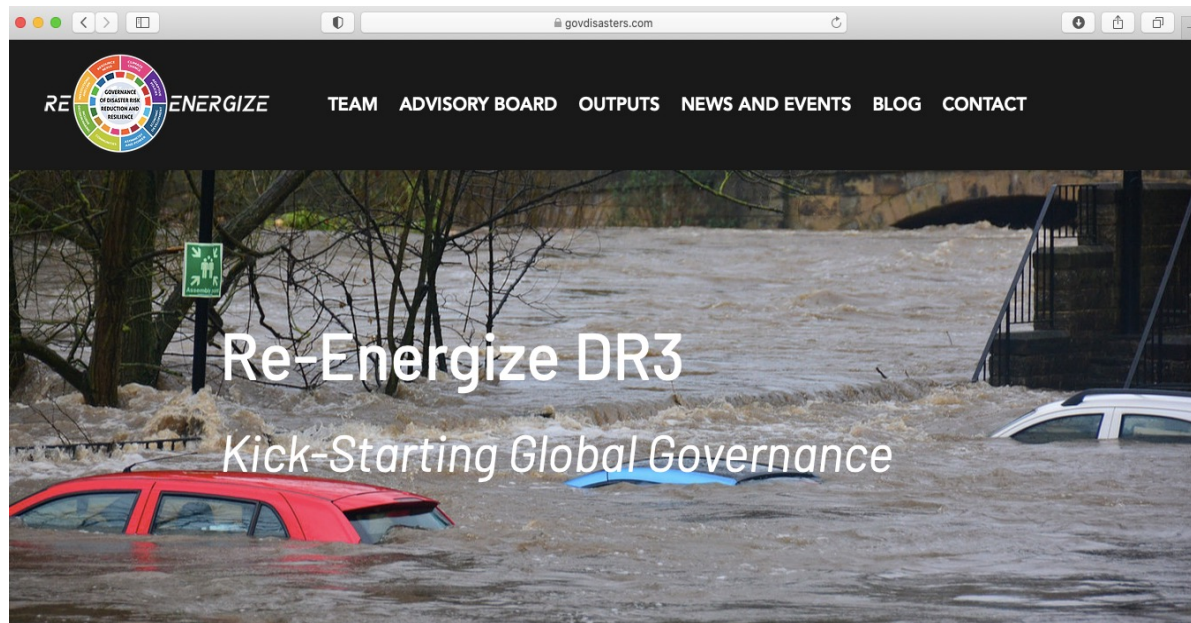 govdisasters.com
RE ENERGIZE
GOVERNANCE
OF DISASTER RISK
REDUCTION AND
RESILIENCE
TEAM ADVISORY BOARD OUTPUTS NEWS AND EVENTS BLOG CONTACT
Re-Energize DR3
Kick-Starting Global Governance